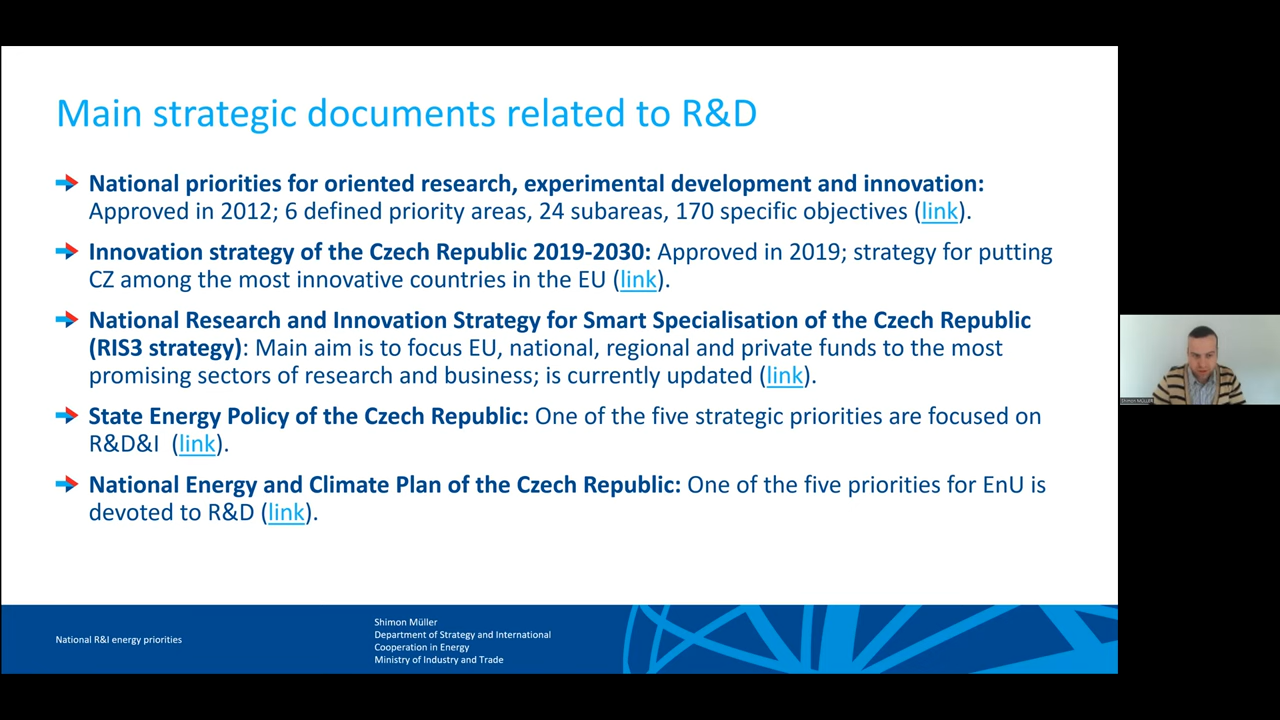 Main strategic documents related to R&D
National priorities for oriented research, experimental development and innovation:
Approved in 2012; 6 defined priority areas, 24 subareas, 170 specific objectives (link).
Innovation strategy of the Czech Republic 2019-2030: Approved in 2019; strategy for putting
CZ among the most innovative countries in the EU (link).
National Research and Innovation Strategy for Smart Specialisation of the Czech Republic
(RIS3 strategy): Main aim is to focus EU, national, regional and private funds to the most
promising sectors of research and business; is currently updated (link).
State Energy Policy of the Czech Republic: One of the five strategic priorities are focused on
R&D&I (link).
National Energy and Climate Plan of the Czech Republic: One of the five priorities for EnU is
devoted to R&D (link).
National R&I energy priorities
Shimon Müller
Department of Strategy and International
Cooperation in Energy
Ministry of Industry and Trade
Shimon MÜLLER